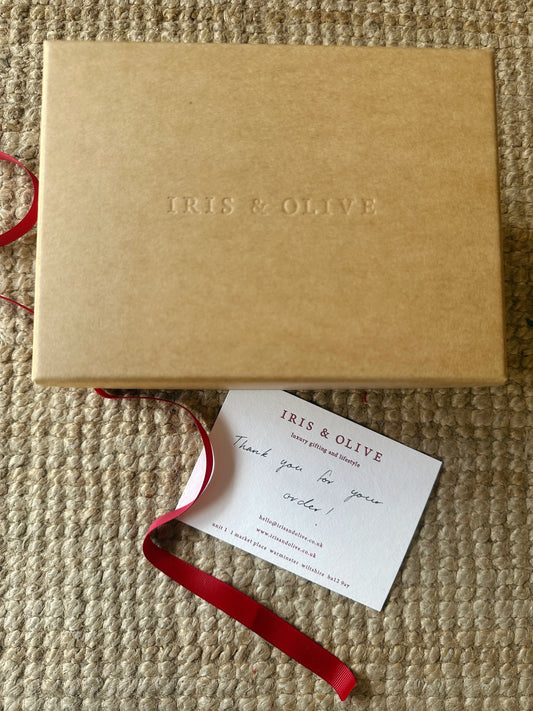 IRIS & OLIVE
IRIS & OLIVE
luxury gifting and lifestyle
Thank you for your
order!
hello@irisandolive.co.uk
www.irisandolive.co.uk
unit 1 | market place warminster wiltshire ba12 9ay